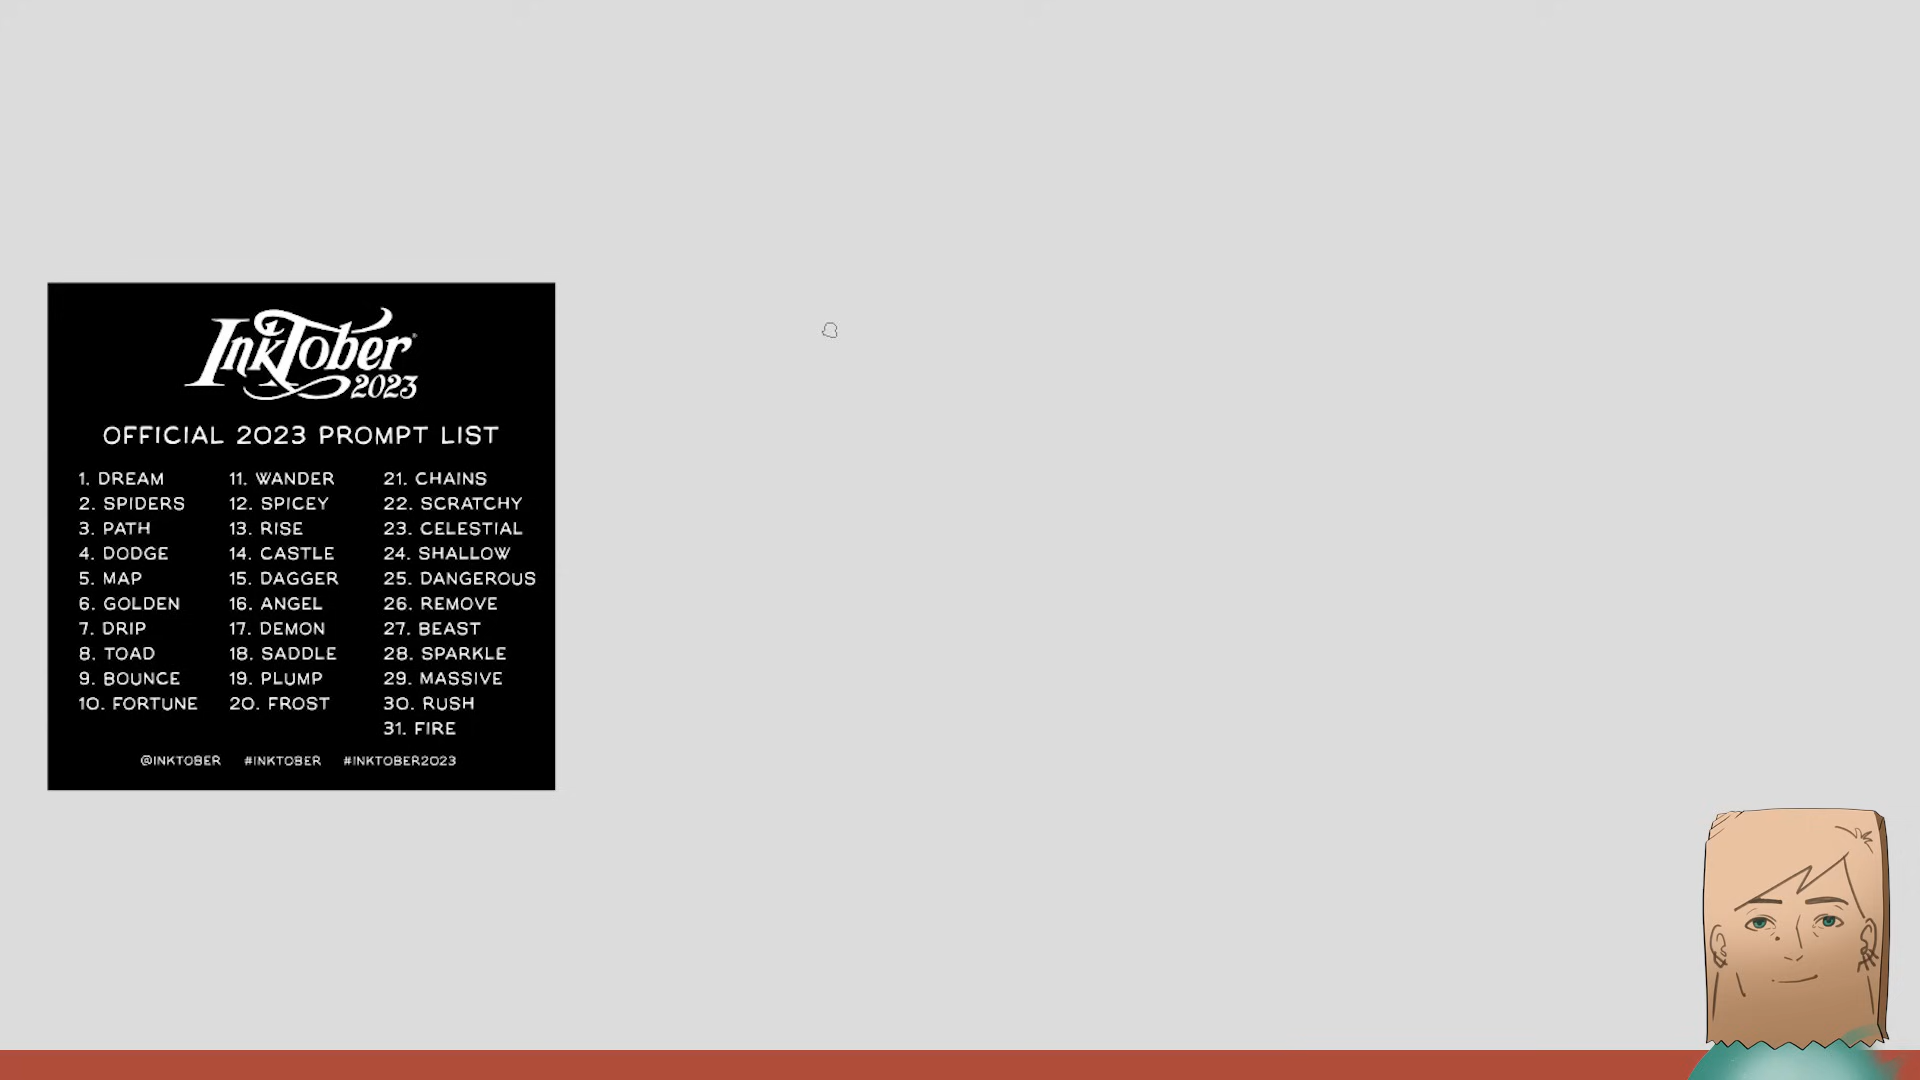 InkTober
2023
OFFICIAL 2023 PROMPT LIST
1. DREAM
2. SPIDERS
3. PATH
4. DODGE
5. MAP
6. GOLDEN
7. DRIP
8. TOAD
9. BOUNCE
10. FORTUNE
11. WANDER
12. SPICEY
13. RISE
14. CASTLE
15. DAGGER
16. ANGEL
17. DEMON
18. SADDLE
19. PLUMP
20. FROST
21. CHAINS
22. SCRATCHY
23. CELESTIAL
24. SHALLOW
25. DANGEROUS
26. REMOVE
27. BEAST
28. SPARKLE
29. MASSIVE
30. RUSH
31. FIRE
@INKTOBER #INKTOBER #INKTOBER2023